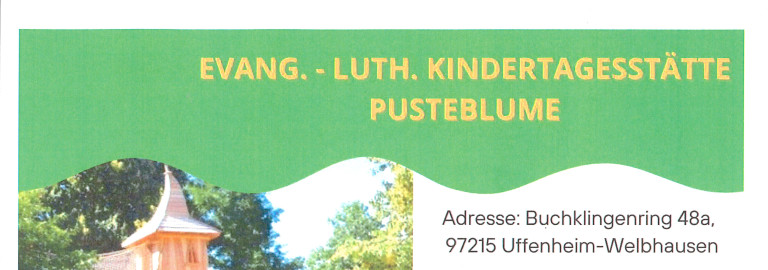 EVANG. - LUTH. KINDERTAGESSTÄTTE
PUSTEBLUME
Adresse: Buchklingenring 48a,
97215 Uffenheim-Welbhausen